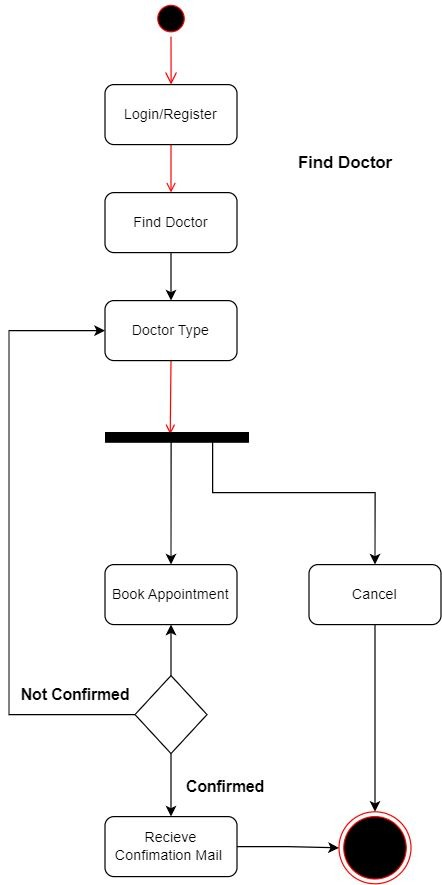 Login/Register
Find Doctor
Find Doctor
Doctor Type
Book Appointment
Cancel
Not Confirmed
Confirmed
Recieve
Confimation Mail